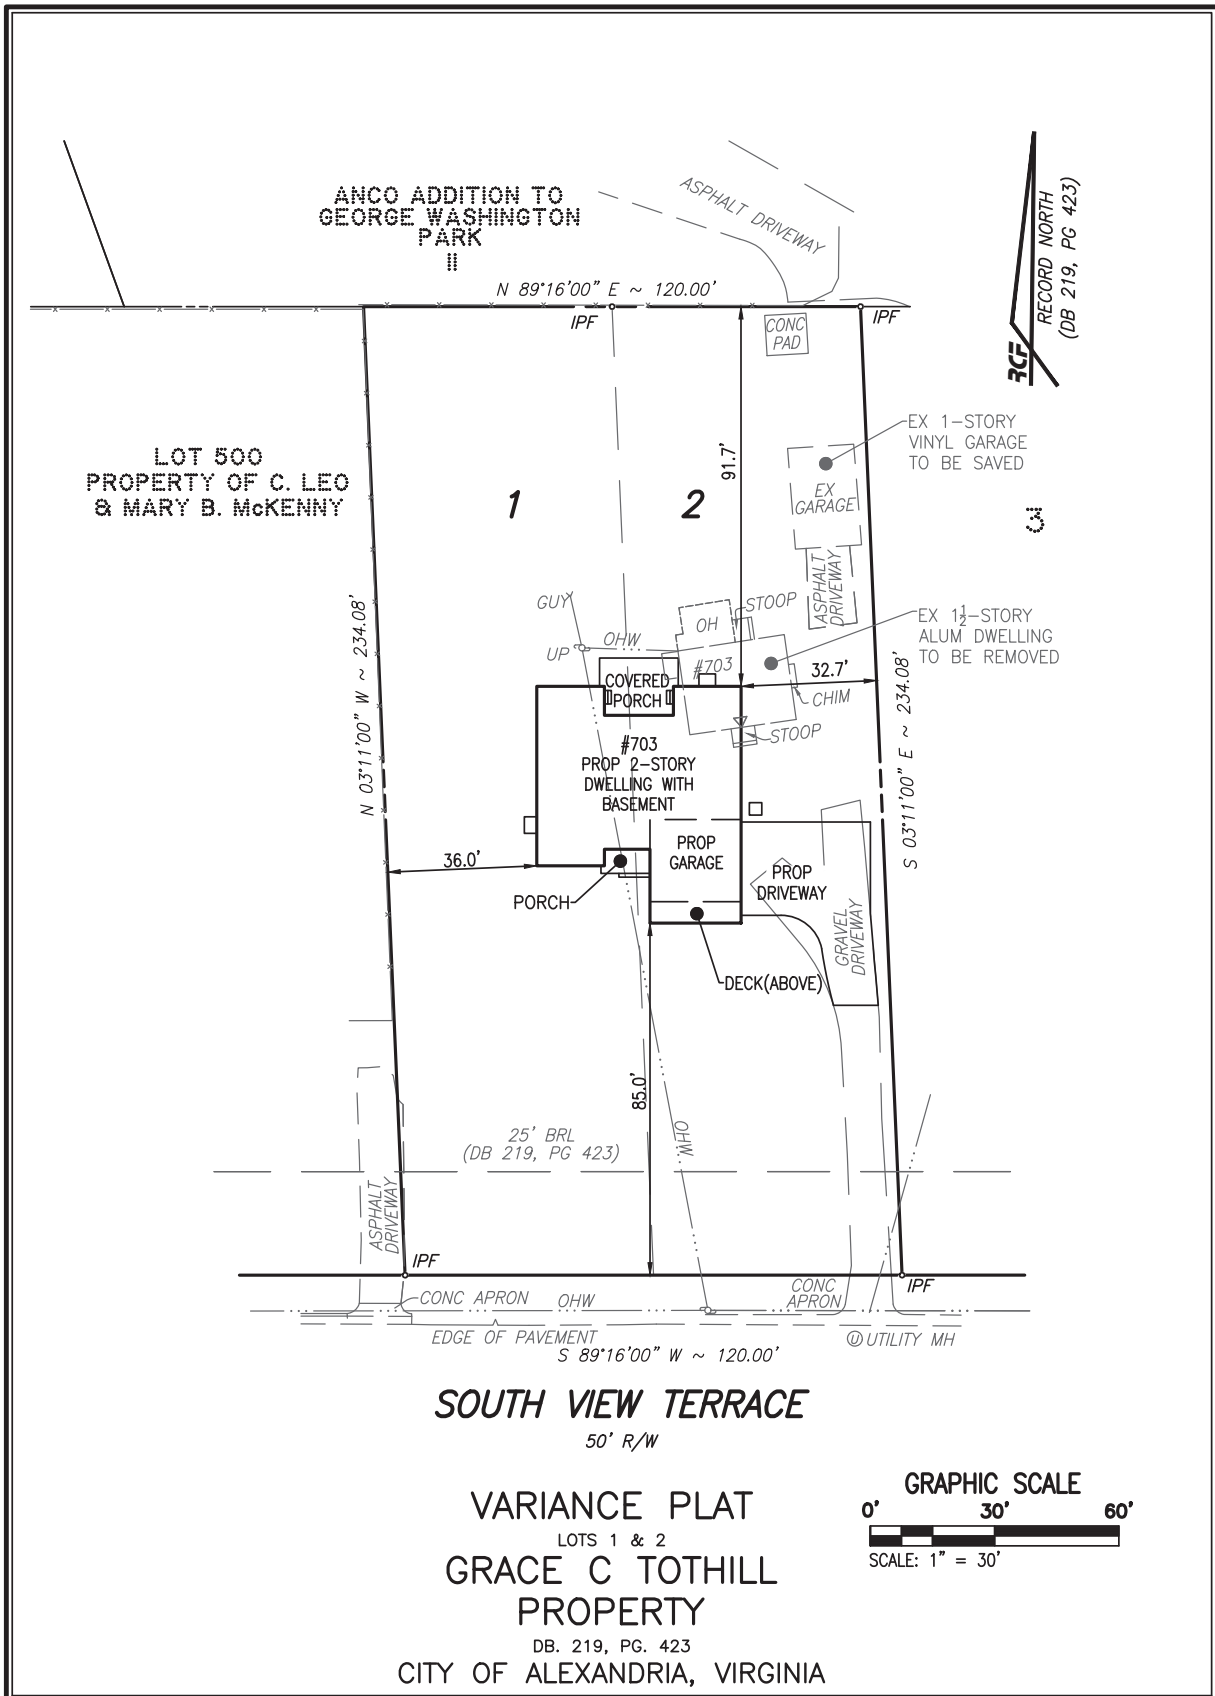 ANCO ADDITION TO
GEORGE WASHINGTON
PARK
II
ASPHALT DRIVEWAY
RECORD NORTH
(DB 219, PG 423)
RCF
N 89°16'00" E ~ 120.00'
IPF
IPF
CONC
PAD
LOT 500
PROPERTY OF C. LEO
& MARY B. McKENNY
1
2
3
91.7'
EX 1-STORY
VINYL GARAGE
TO BE SAVED
EX
GARAGE
ASPHALT
DRIVEWAY
N 03°11'00" W ~ 234.08'
GUY
UP
OHW
OH
STOOP
#703
EX 1½-STORY
ALUM DWELLING
TO BE REMOVED
32.7'
CHIM
STOOP
S 03°11'00" E ~ 234.08'
COVERED
PORCH
#703
PROP 2-STORY
DWELLING WITH
BASEMENT
PROP
GARAGE
36.0'
PORCH
PROP
DRIVEWAY
GRAVEL
DRIVEWAY
DECK(ABOVE)
85.0'
OHW
25' BRL
(DB 219, PG 423)
ASPHALT
DRIVEWAY
IPF
IPF
CONC APRON
OHW
CONC
APRON
EDGE OF PAVEMENT
U UTILITY MH
S 89°16'00" W ~ 120.00'
SOUTH VIEW TERRACE
50' R/W
VARIANCE PLAT
LOTS 1 & 2
GRACE C TOTHILL
PROPERTY
DB. 219, PG. 423
CITY OF ALEXANDRIA, VIRGINIA
GRAPHIC SCALE
0' 30' 60'
SCALE: 1" = 30'